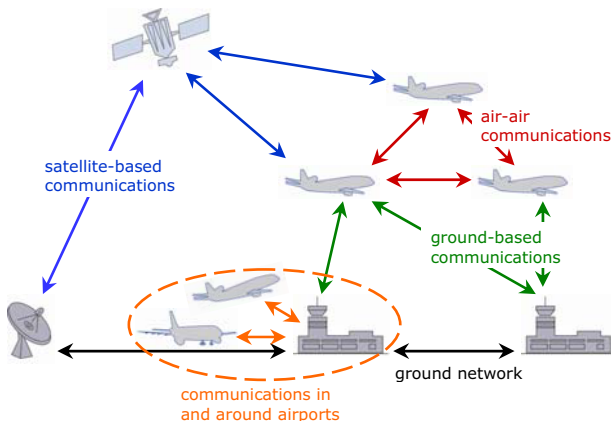 air-air
communications
satellite-based
communications
ground-based
communications
ground network
communications in
and around airports